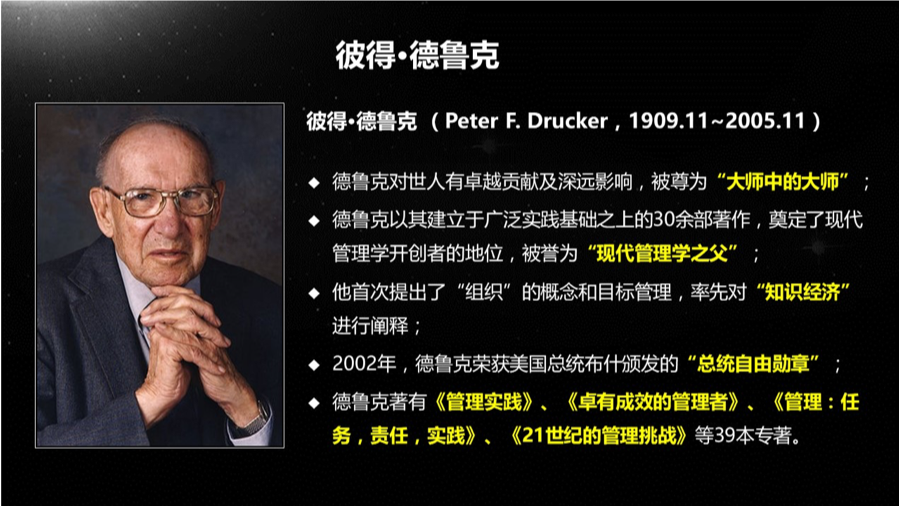 彼得•德鲁克
彼得•德鲁克 （ Peter F. Drucker，1909.11~2005.11 ）
◆ 德鲁克对世人有卓越贡献及深远影响，被尊为“大师中的大师”；
◆ 德鲁克以其建立于广泛实践基础之上的30余部著作，奠定了现代
管理学开创者的地位，被誉为“现代管理学之父”；
◆ 他首次提出了“组织”的概念和目标管理，率先对“知识经济”
进行阐释；
◆ 2002年，德鲁克荣获美国总统布什颁发的“总统自由勋章”；
◆ 德鲁克著有《管理实践》、《卓有成效的管理者》、《管理：任
务，责任，实践》、《21世纪的管理挑战》等39本专著。